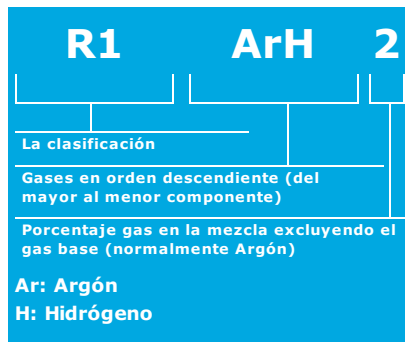 R1 ArH 2
La clasificación
Gases en orden descendiente (del
mayor al menor componente)
Porcentaje gas en la mezcla excluyendo el
gas base (normalmente Argón)
Ar: Argón
H: Hidrógeno